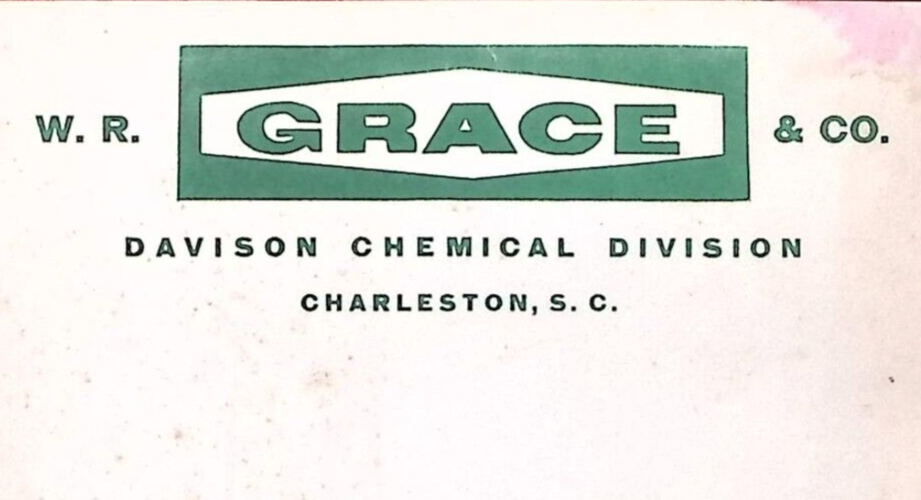 W. R. GRACE & CO.
DAVISON CHEMICAL DIVISION
CHARLESTON, S. C.